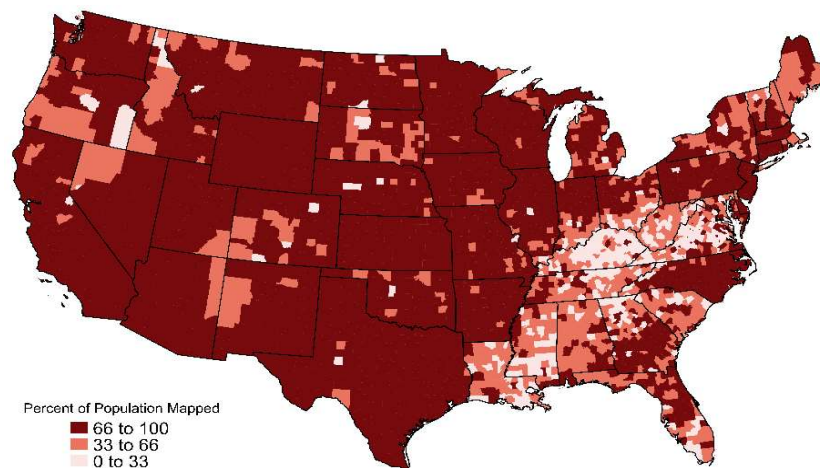 Percent of Population Mapped
66 to 100
33 to 66
0 to 33